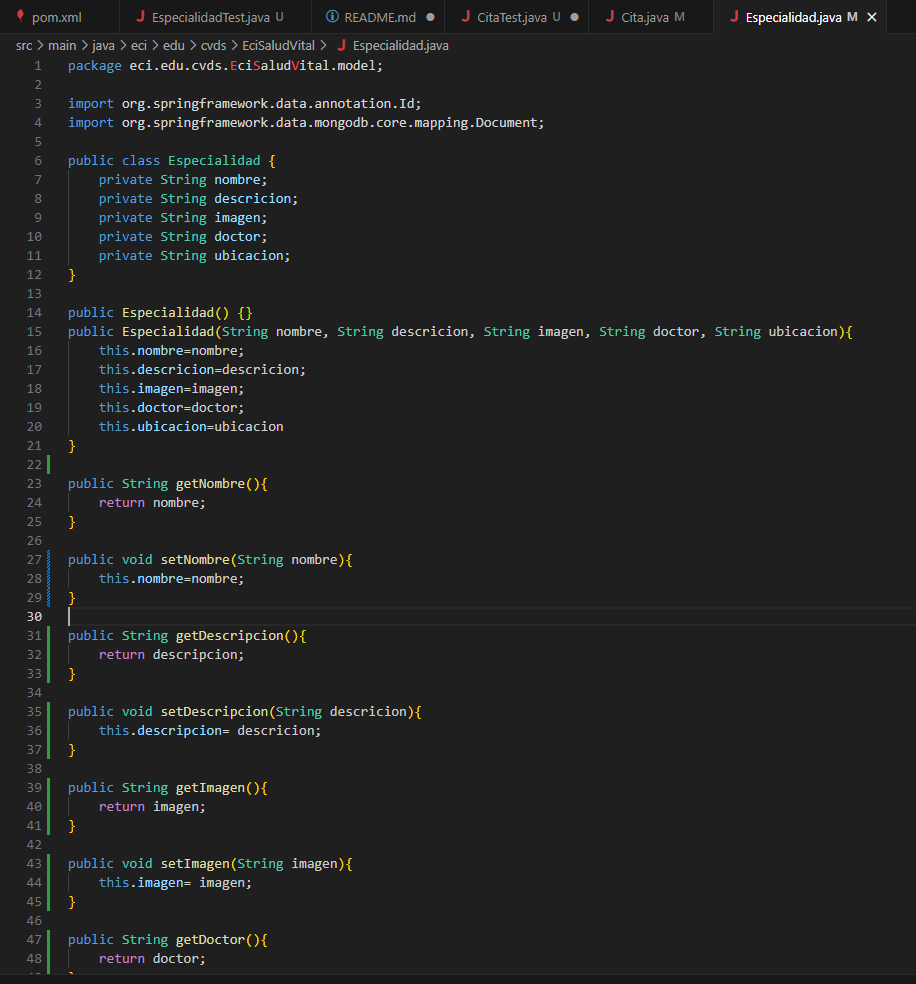 pom.xml
EspecialidadTest.java U
README.md
CitaTest.java U
Cita.java M
Especialidad.java M
src > main > java > eci > edu > cvds > EciSaludVital > J Especialidad.java
1 package eci.edu.cvds.EciSaludVital.model;
2
3 import org.springframework.data.annotation.Id;
4 import org.springframework.data.mongodb.core.mapping.Document;
5
6 public class Especialidad {
7 private String nombre;
8 private String descricion;
9 private String imagen;
10 private String doctor;
11 private String ubicacion;
12 }
13
14 public Especialidad() {}
15 public Especialidad(String nombre, String descricion, String imagen, String doctor, String ubicacion){
16 this.nombre=nombre;
17 this.descricion=descricion;
18 this.imagen=imagen;
19 this.doctor=doctor;
20 this.ubicacion=ubicacion
21 }
22
23 public String getNombre(){
24 return nombre;
25 }
26
27 public void setNombre(String nombre){
28 this.nombre=nombre;
29 }
30
31 public String getDescripcion(){
32 return descripcion;
33 }
34
35 public void setDescripcion(String descricion){
36 this.descripcion= descricion;
37 }
38
39 public String getImagen(){
40 return imagen;
41 }
42
43 public void setImagen(String imagen){
44 this.imagen= imagen;
45 }
46
47 public String getDoctor(){
48 return doctor;